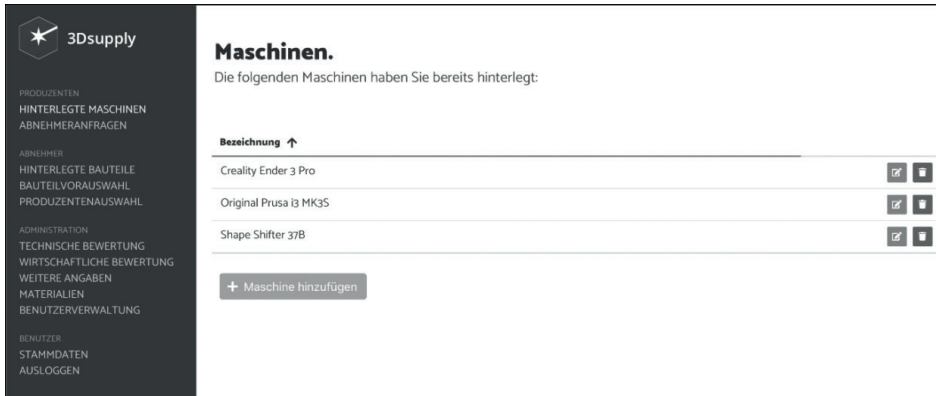 3Dsupply
PRODUZENTEN
HINTERLEGTE MASCHINEN
ABNEHMERANFRAGEN
ABNEHMER
HINTERLEGTE BAUTEILE
BAUTEILVORAUSWAHL
PRODUZENTENAUSWAHL
ADMINISTRATION
TECHNISCHE BEWERTUNG
WIRTSCHAFTLICHE BEWERTUNG
WEITERE ANGABEN
MATERIALIEN
BENUTZERVERWALTUNG
BENUTZER
STAMMDATEN
AUSLOGGEN
Maschinen.
Die folgenden Maschinen haben Sie bereits hinterlegt:
Bezeichnung ↑
Creality Ender 3 Pro
Original Prusa i3 MK3S
Shape Shifter 37B
+ Maschine hinzufügen